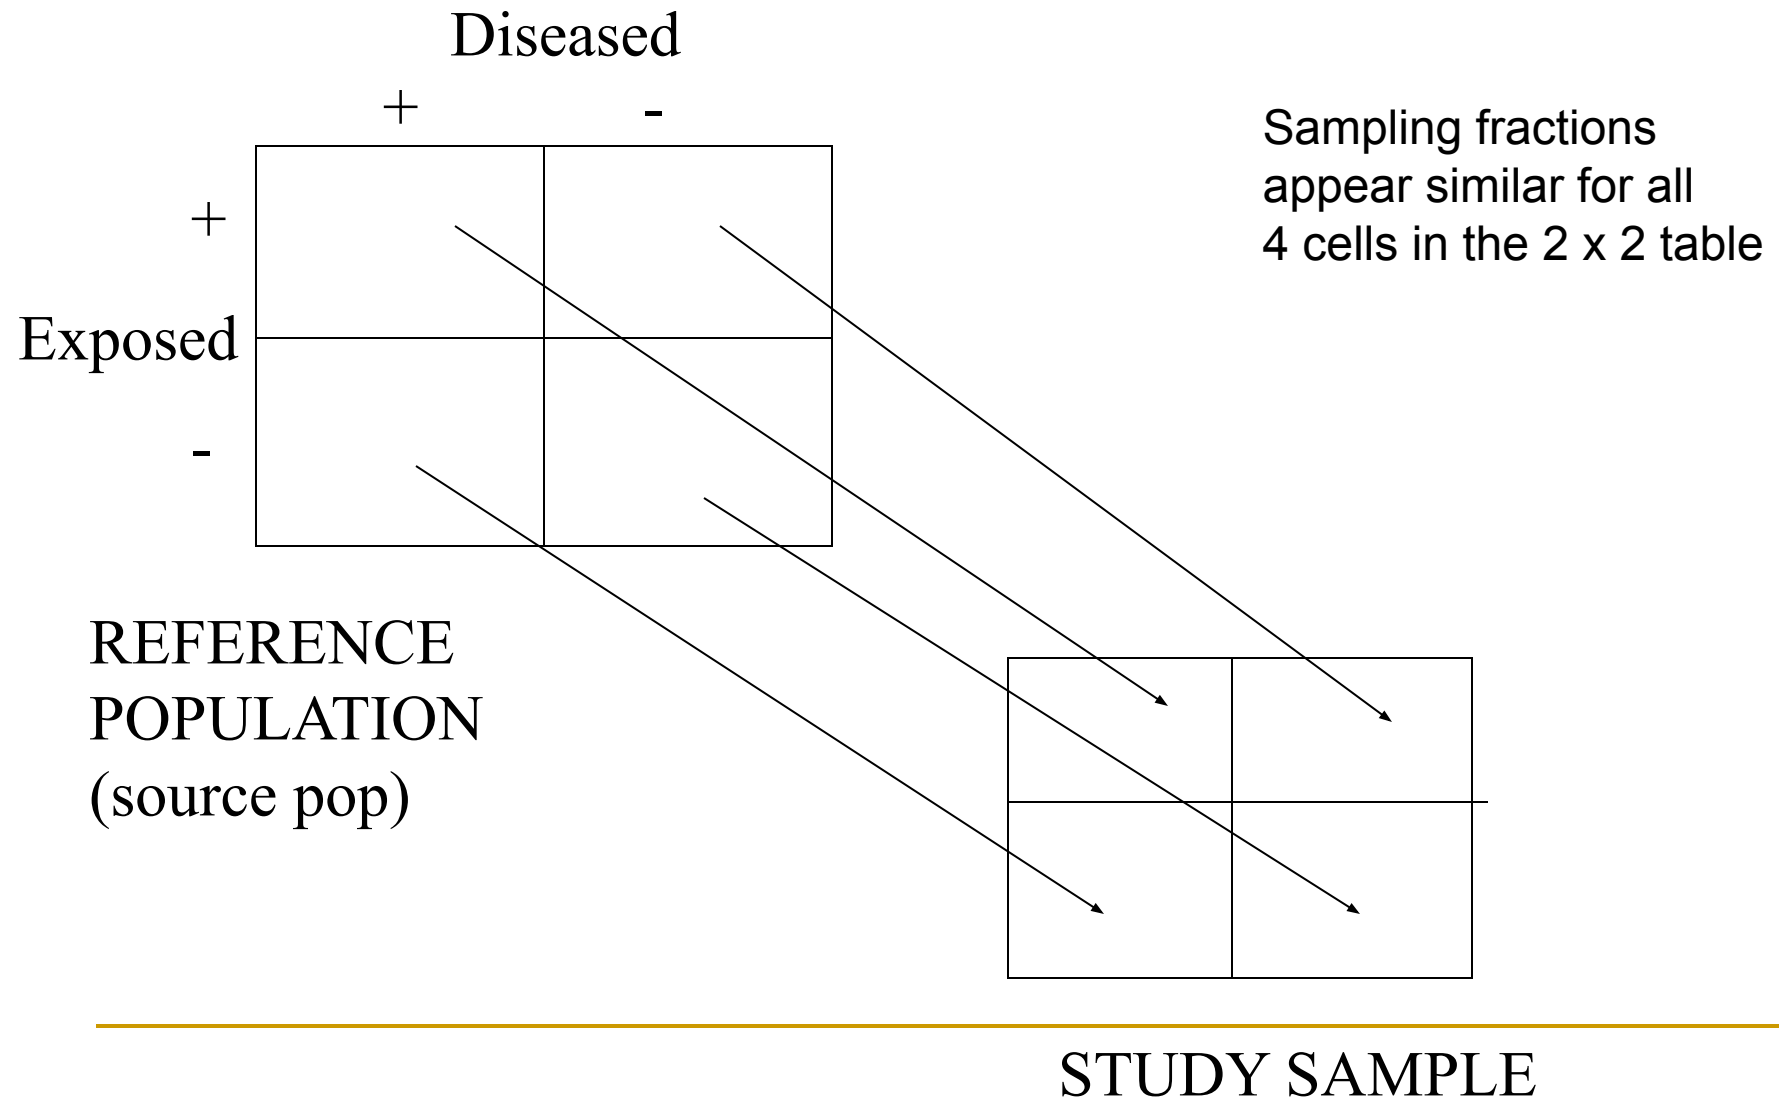 Diseased
+ -
Sampling fractions
appear similar for all
4 cells in the 2 x 2 table
+
Exposed
-
REFERENCE
POPULATION
(source pop)
STUDY SAMPLE